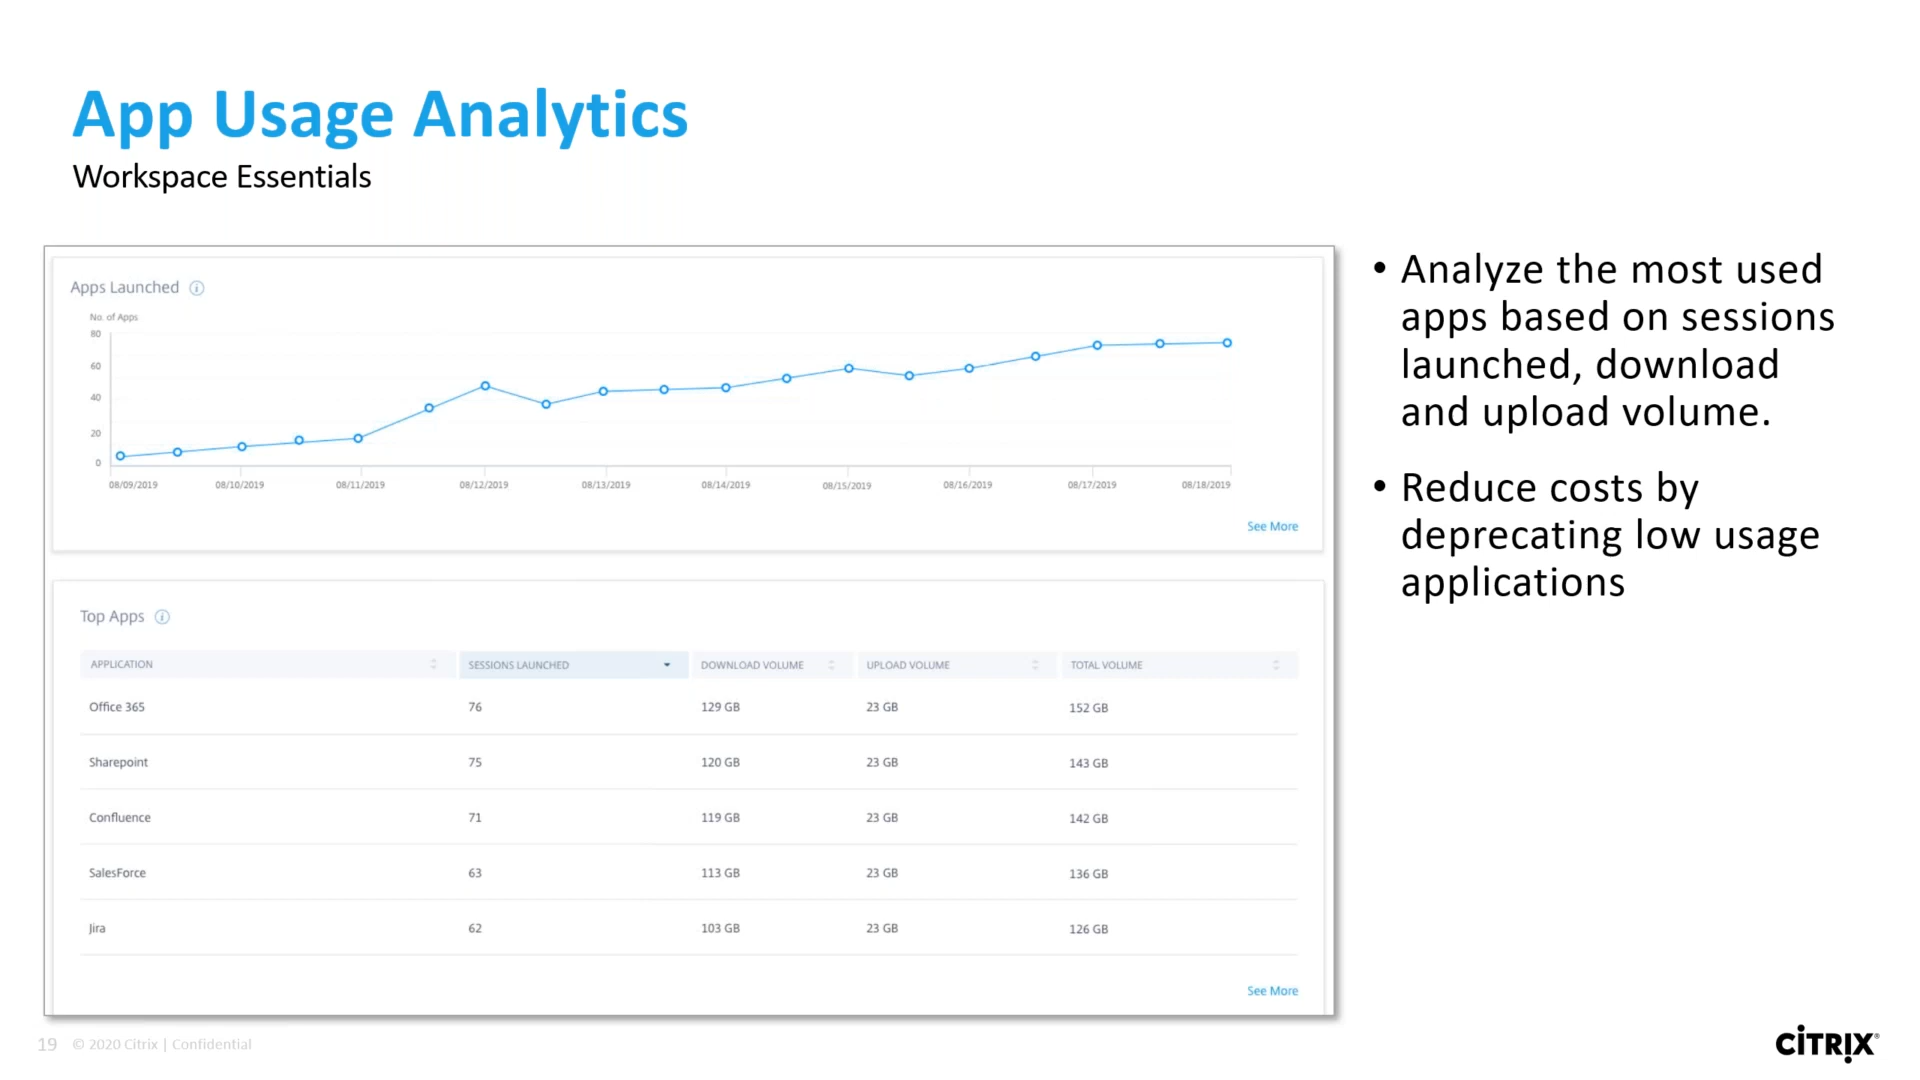 App Usage Analytics
Workspace Essentials
Apps Launched
No. of Apps
80
60
40
20
0
08/09/2019 08/10/2019 08/11/2019 08/12/2019 08/13/2019 08/14/2019 08/15/2019 08/16/2019 08/17/2019 08/18/2019
See More
Top Apps
APPLICATION SESSIONS LAUNCHED DOWNLOAD VOLUME UPLOAD VOLUME TOTAL VOLUME
Office 365 76 129 GB 23 GB 152 GB
Sharepoint 75 120 GB 23 GB 143 GB
Confluence 71 119 GB 23 GB 142 GB
SalesForce 63 113 GB 23 GB 136 GB
Jira 62 103 GB 23 GB 126 GB
See More
• Analyze the most used
apps based on sessions
launched, download
and upload volume.
• Reduce costs by
deprecating low usage
applications
19 © 2020 Citrix | Confidential
CITRIX®